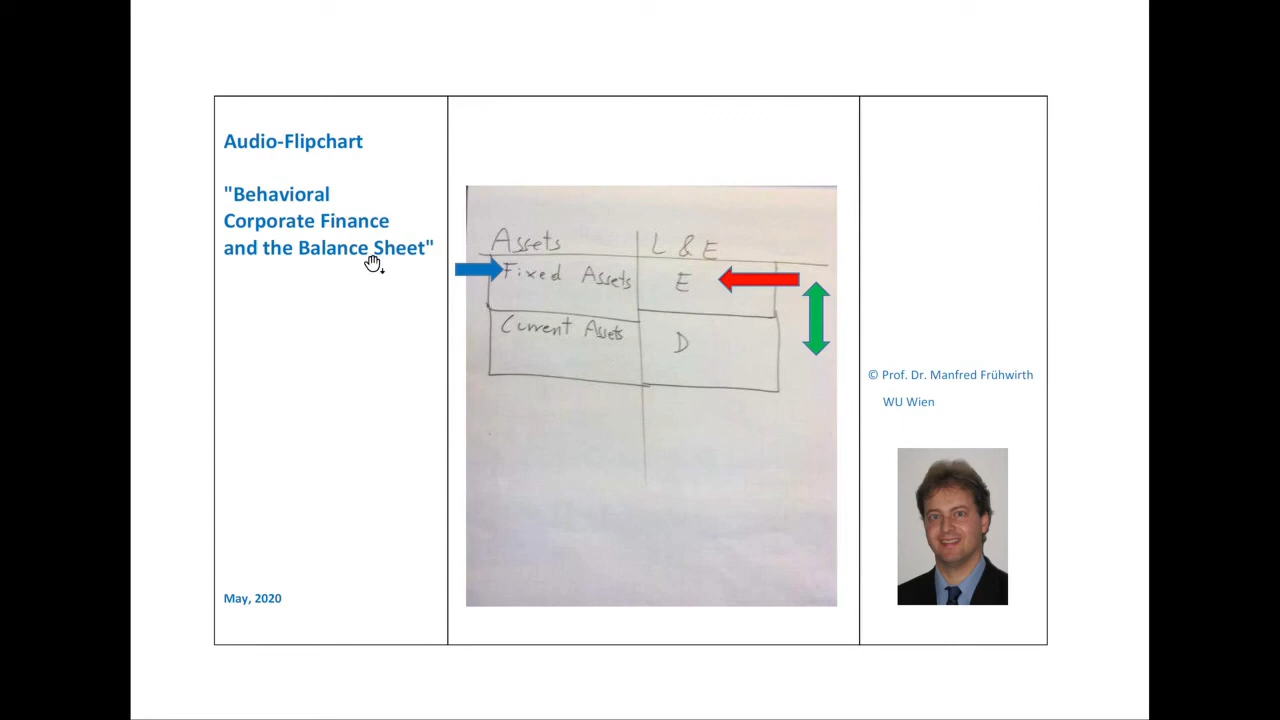 Audio-Flipchart
"Behavioral
Corporate Finance
and the Balance Sheet"
May, 2020
Assets L & E
Fixed Assets E
Current Assets D
© Prof. Dr. Manfred Frühwirth
WU Wien